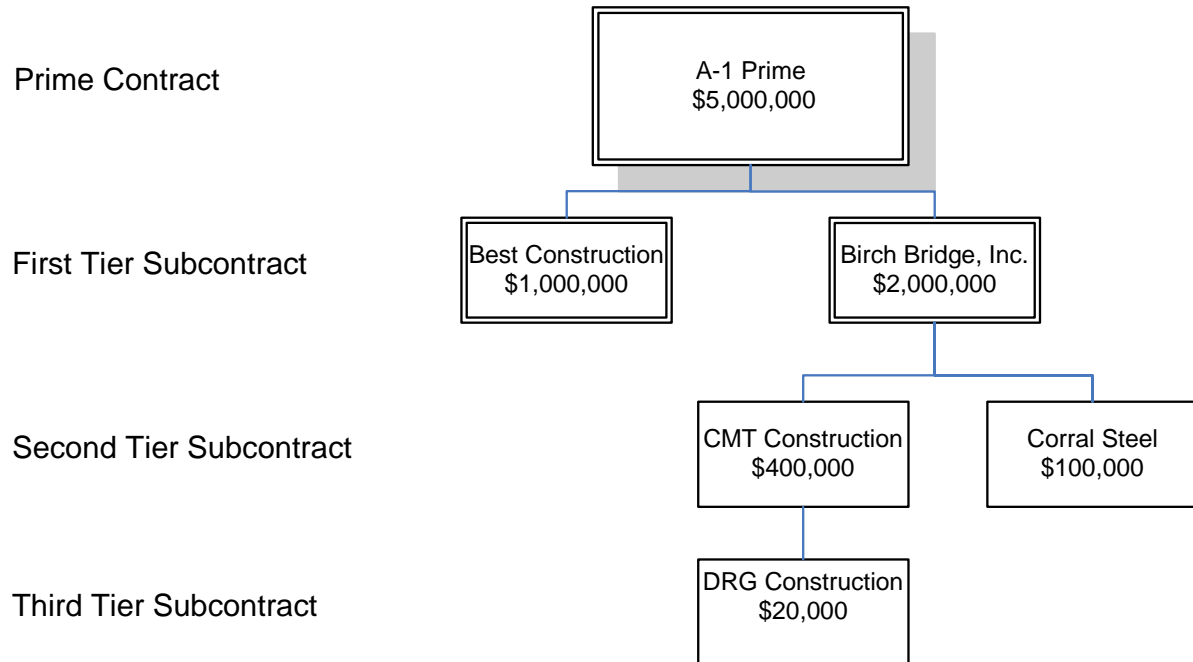 Prime Contract
A-1 Prime
$5,000,000
First Tier Subcontract
Best Construction
$1,000,000
Birch Bridge, Inc.
$2,000,000
Second Tier Subcontract
CMT Construction
$400,000
Corral Steel
$100,000
Third Tier Subcontract
DRG Construction
$20,000